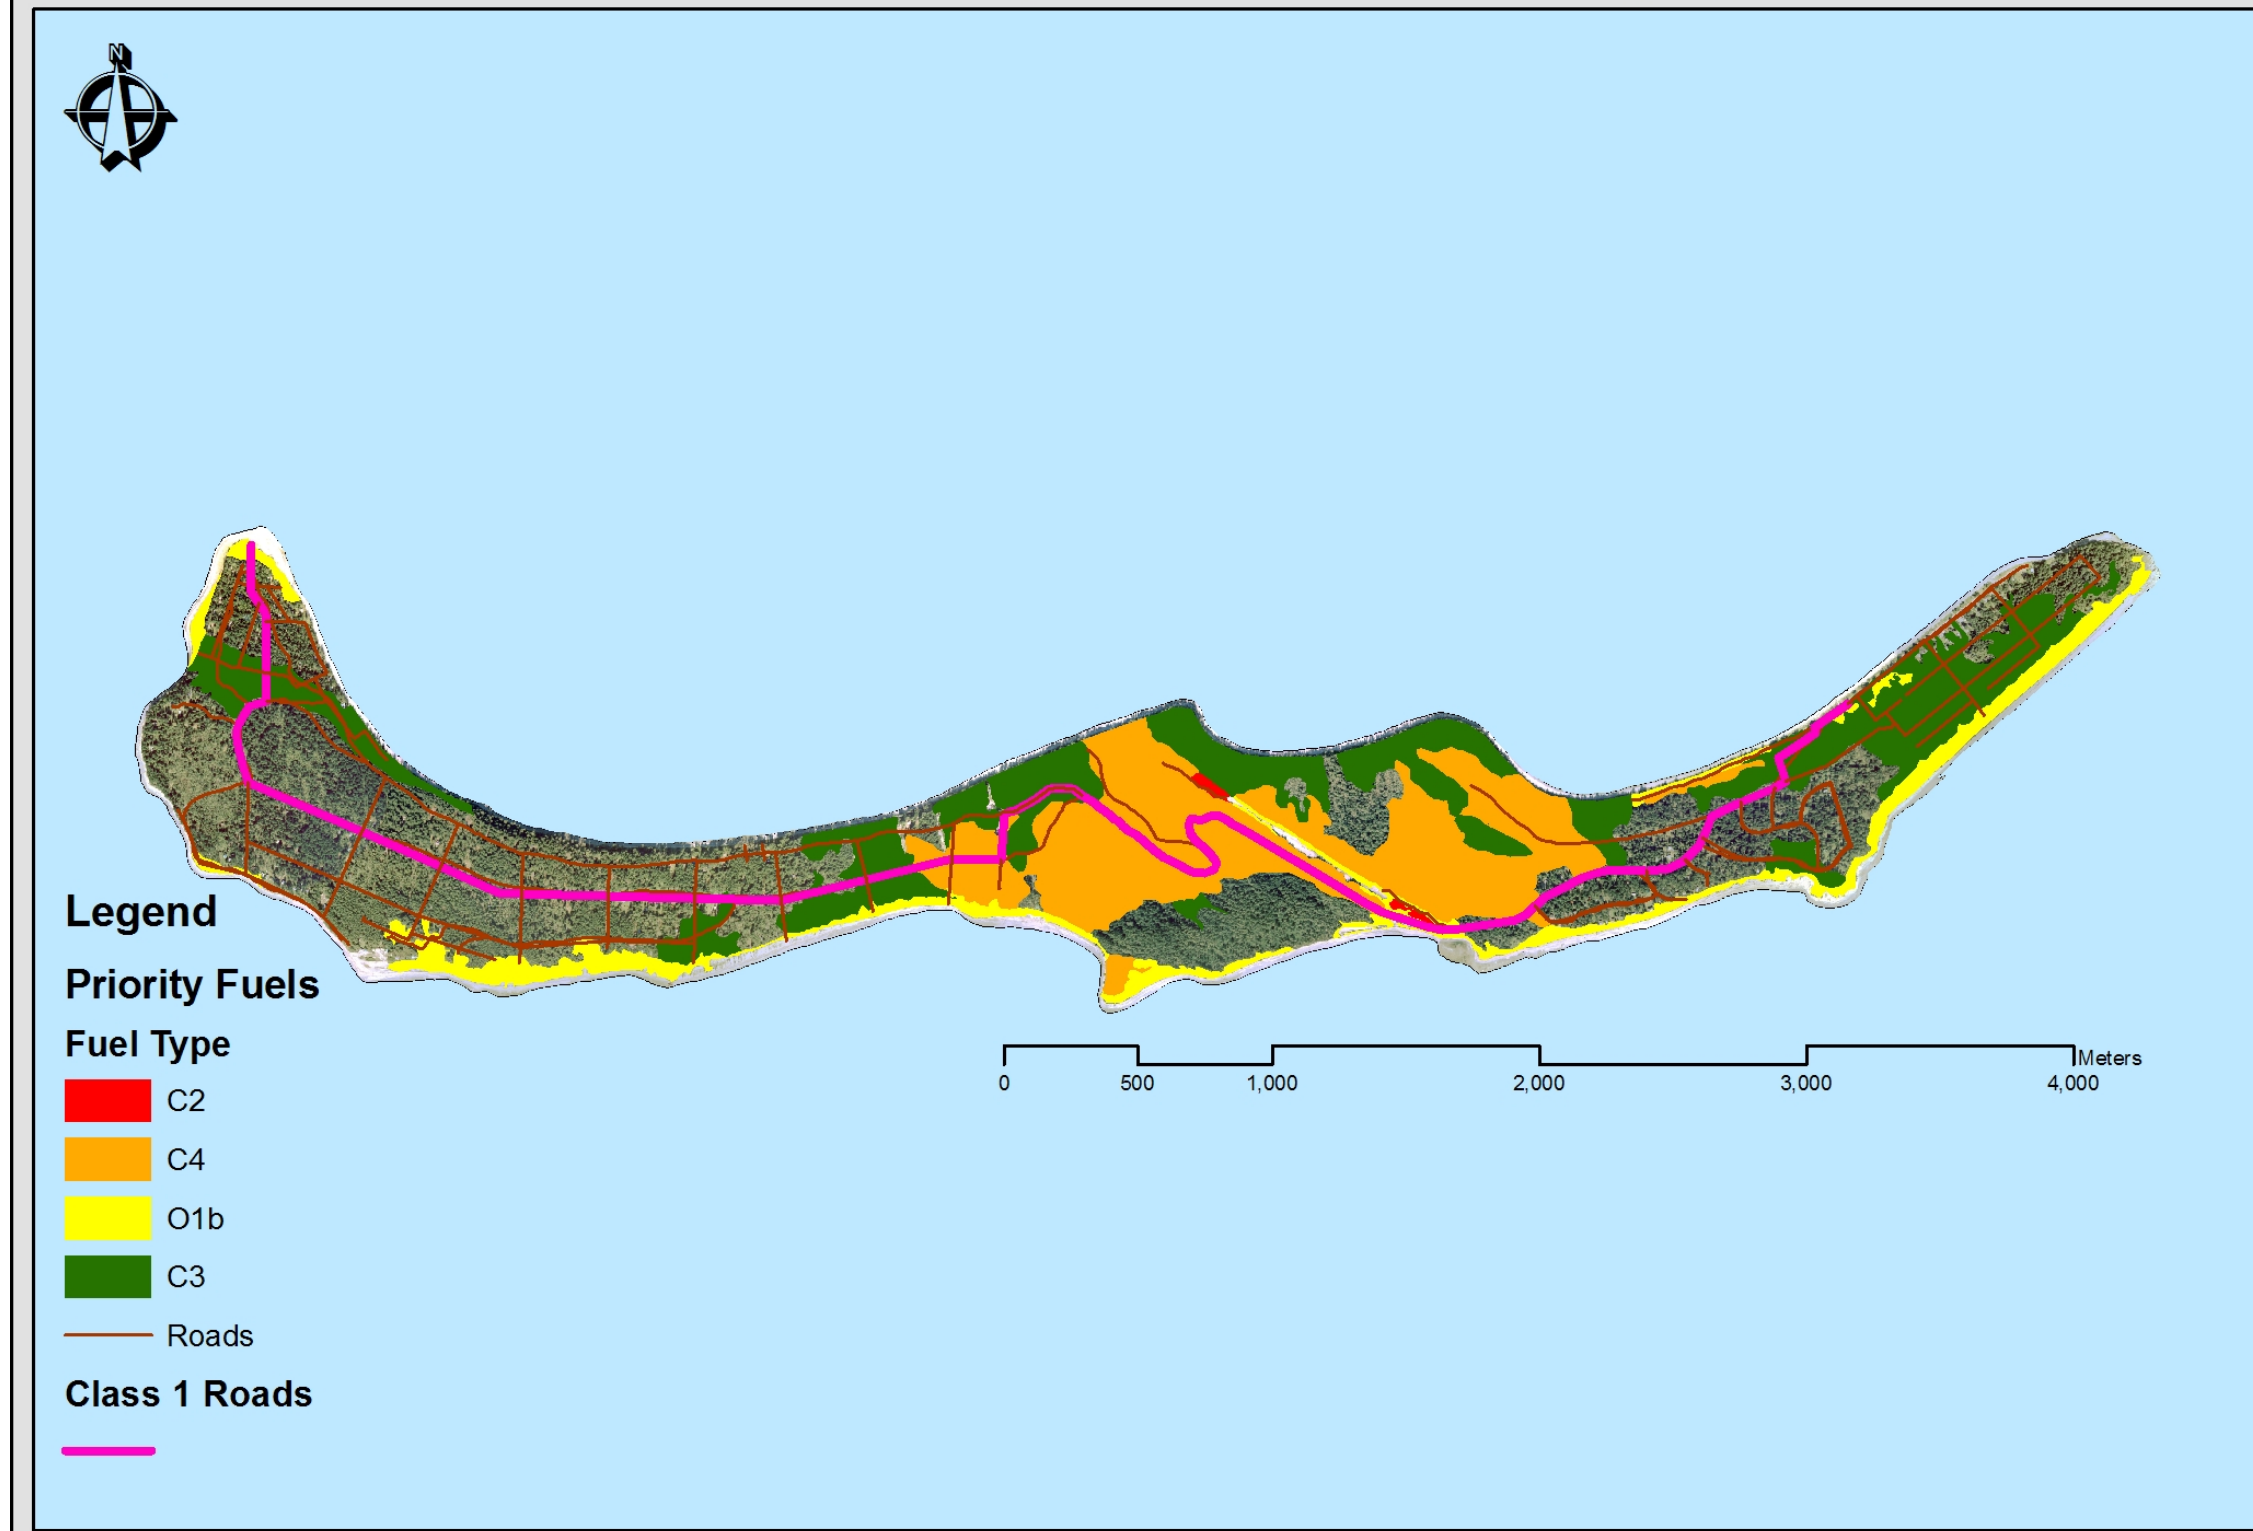 N
Legend
Priority Fuels
Fuel Type
C2
C4
O1b
C3
Roads
Class 1 Roads
Meters
0 500 1,000 2,000 3,000 4,000